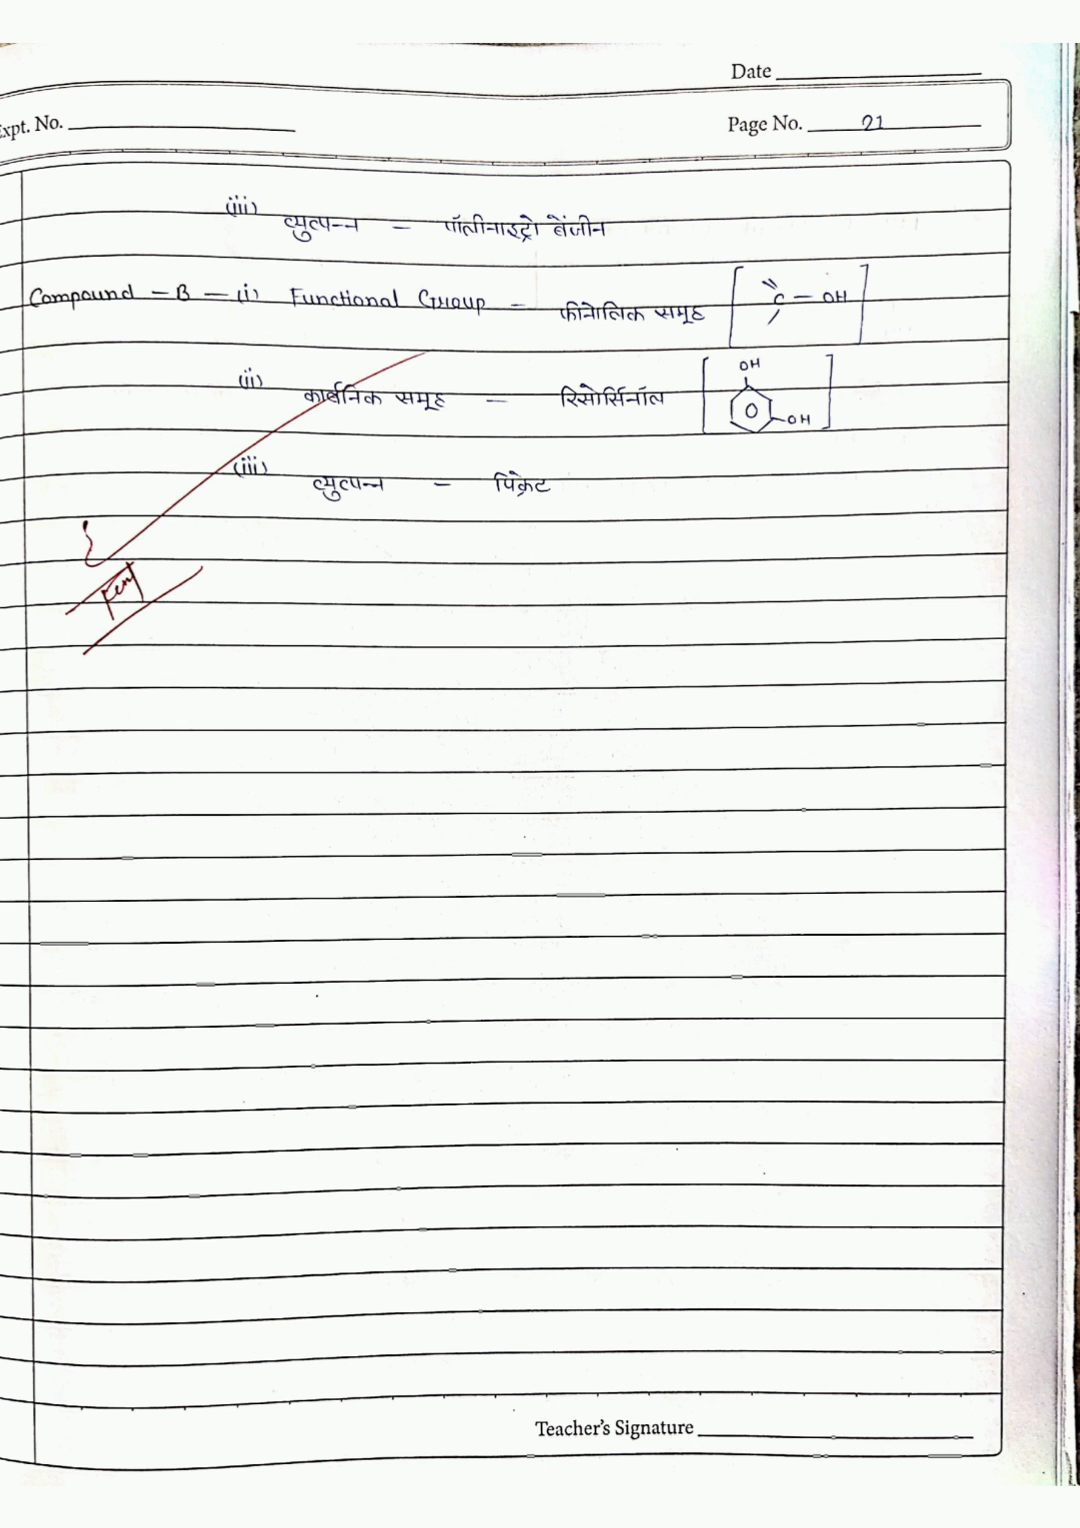 Date
Expt. No.
Page No. 21
(iii) व्युत्पन्न – पॉलीनाइट्रो बेंजीन
Compound – B – (i) Functional Group – फीनोलिक समूह [ C – OH ]
(ii) कार्बनिक समूह – रिसोर्सिनॉल [ OH OH ]
(iii) व्युत्पन्न – पिक्रेट
Teacher's Signature